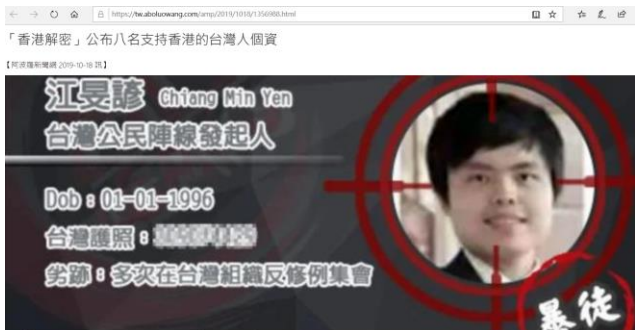 https://tw.aboluowang.com/amp/2019/1018/1356988.html
「香港解密」公布八名支持香港的台灣人個資
【阿波羅新聞網 2019-10-18 訊】
江旻諺 Chiang Min Yen
台灣公民陣線發起人
Dob：01-01-1996
台灣護照：
劣跡：多次在台灣組織反修例集會
暴徒